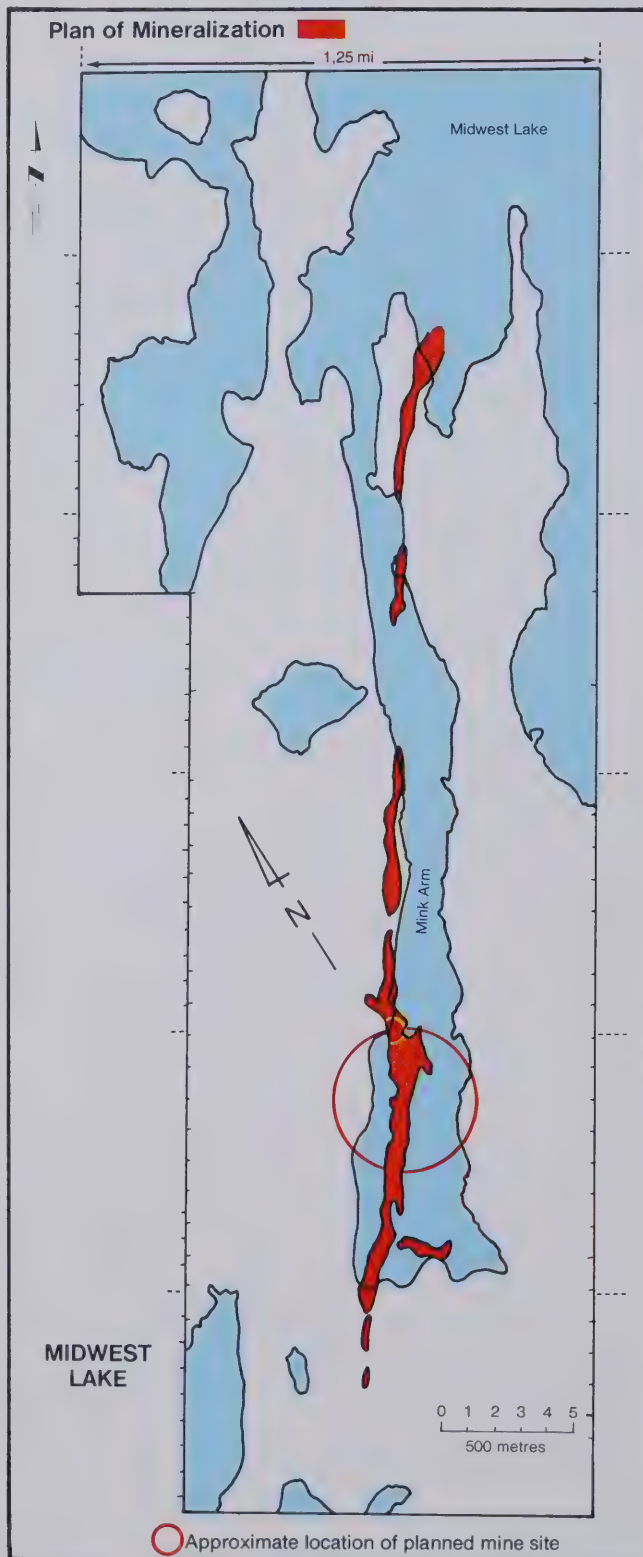 Plan of Mineralization
1,25 mi
Midwest Lake
N
Mink Arm
N
MIDWEST
LAKE
0 1 2 3 4 5
500 metres
Approximate location of planned mine site